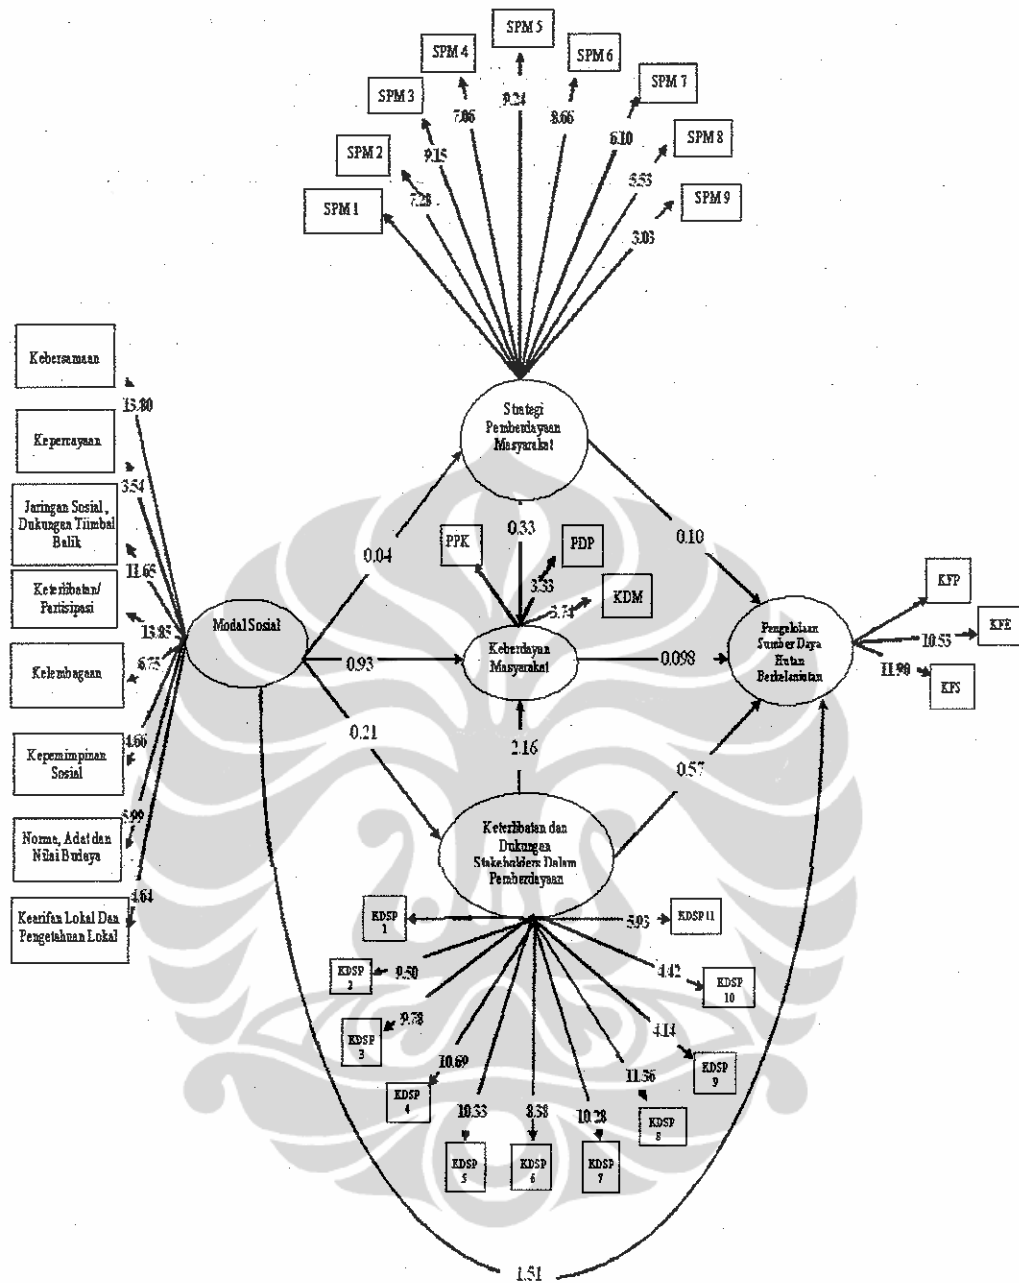 SPM 5
SPM 4
SPM 6
SPM 3
SPM 7
SPM 2
SPM 8
SPM 1
SPM 9
7.28
9.15
7.06
9.24
8.66
6.10
5.53
3.03
Kebersamaan
Kepercayaan
Jaringan Sosial ,
Dukungan Tiimbal
Balik
Keterlibatan/
Partisipasi
Kelembagaan
Kepemimpinan
Sosial
Norma, Adat dan
Nilai Budaya
Kearifan Lokal Dan
Pengetahuan Lokal
13.80
3.54
11.65
13.85
6.75
4.66
5.99
4.64
Modal Sosial
Strategi
Pemberdayaan
Masyarakat
0.04
0.33
0.10
PPK
PDP
KDM
3.33
3.74
Keberdayan
Masyarakat
0.93
0.098
0.21
2.16
0.57
Pengelolaan
Sumber Daya
Hutan
Berkelanjutan
KFP
KFE
KFS
10.53
11.90
Keterlibatan dan
Dukungan
Stakeholders Dalam
Pemberdayaan
KDSP
1
KDSP 11
5.93
KDSP
2
9.50
4.42
KDSP
10
KDSP
3
9.78
4.14
KDSP
9
KDSP
4
10.69
11.36
KDSP
8
10.33
8.38
10.28
KDSP
5
KDSP
6
KDSP
7
1.51